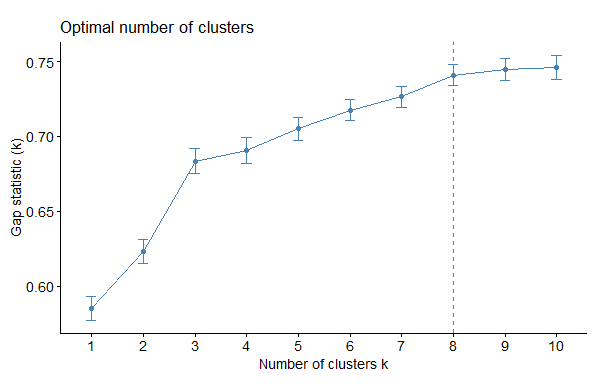 Optimal number of clusters
Gap statistic (k)
0.75
0.70
0.65
0.60
1 2 3 4 5 6 7 8 9 10
Number of clusters k